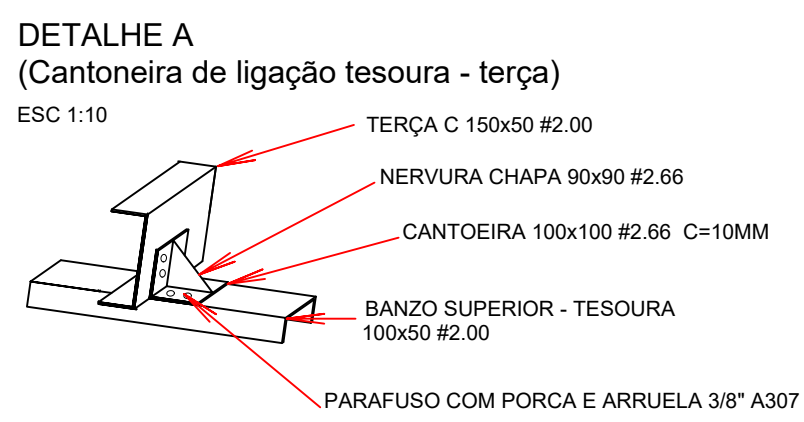 DETALHE A
(Cantoneira de ligação tesoura - terça)
ESC 1:10
TERÇA C 150x50 #2.00
NERVURA CHAPA 90x90 #2.66
CANTOEIRA 100x100 #2.66 C=10MM
BANZO SUPERIOR - TESOURA
100x50 #2.00
PARAFUSO COM PORCA E ARRUELA 3/8" A307